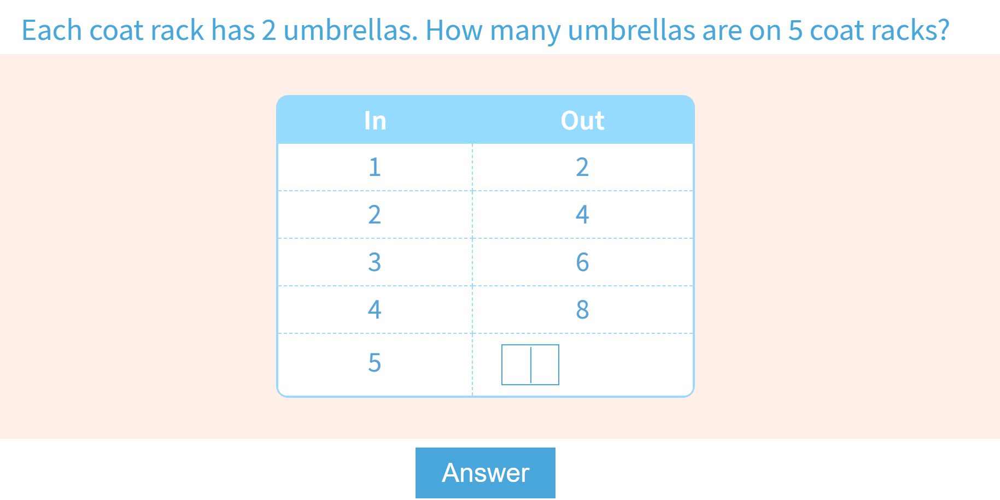 Each coat rack has 2 umbrellas. How many umbrellas are on 5 coat racks?
In Out
1 2
2 4
3 6
4 8
5
Answer